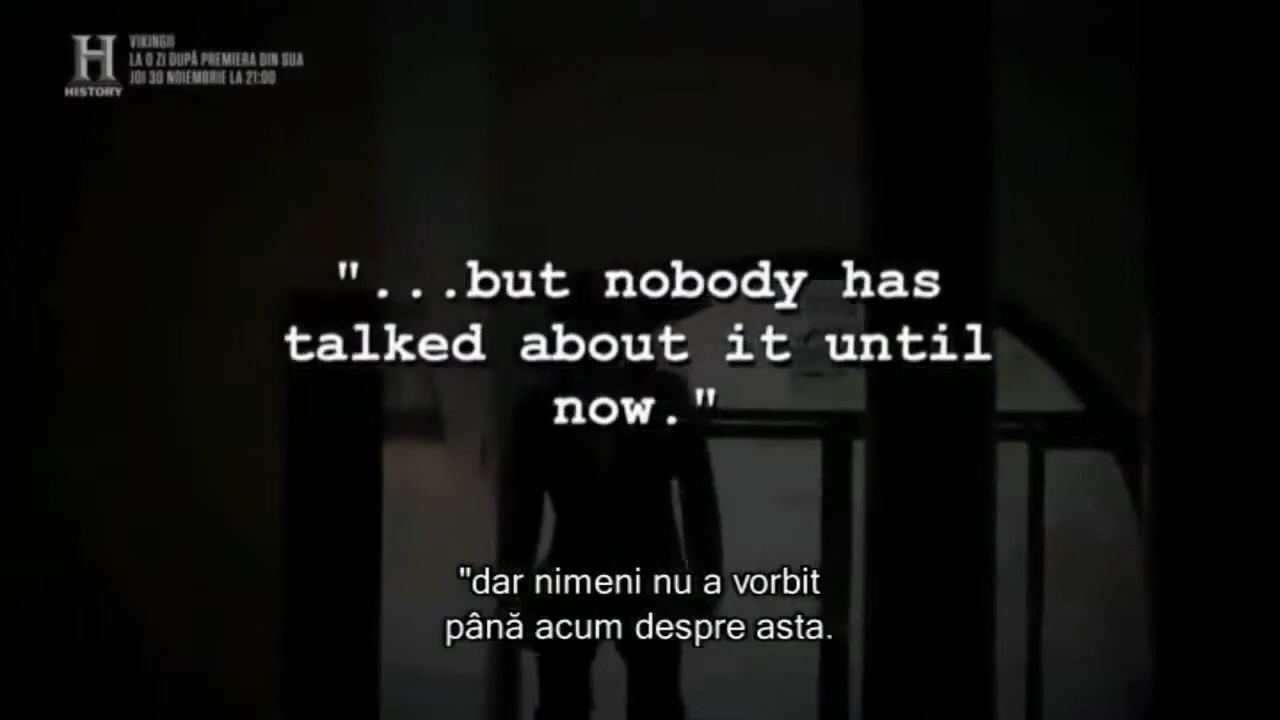 HISTORY
VIKINGII
LA O ZI DUPĂ PREMIERA DIN SUA
JOI 30 NOIEMBRIE LA 21:00
"...but nobody has
talked about it until
now."
"dar nimeni nu a vorbit
până acum despre asta.